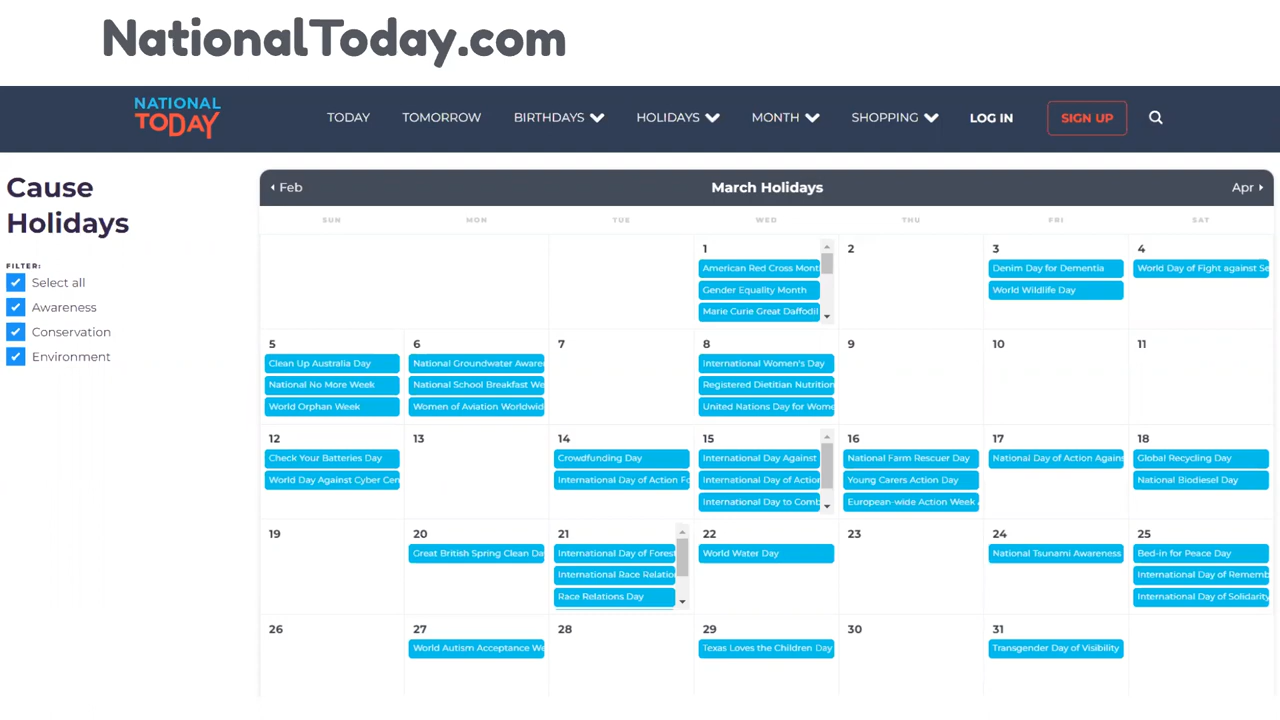 NationalToday.com
NATIONAL
TODAY
TODAY TOMORROW BIRTHDAYS HOLIDAYS MONTH SHOPPING LOG IN SIGN UP
Cause
Holidays
FILTER:
Select all
Awareness
Conservation
Environment
Feb March Holidays Apr
SUN MON TUE WED THU FRI SAT
1
American Red Cross Mont
Gender Equality Month
Marie Curie Great Daffodil
2
3
Denim Day for Dementia
World Wildlife Day
4
World Day of Fight against Se
5
Clean Up Australia Day
National No More Week
World Orphan Week
6
National Groundwater Aware
National School Breakfast We
Women of Aviation Worldwid
7
8
International Women's Day
Registered Dietitian Nutrition
United Nations Day for Wome
9
10
11
12
Check Your Batteries Day
World Day Against Cyber Cen
13
14
Crowdfunding Day
International Day of Action Fo
15
International Day Against
International Day of Action
International Day to Comb
16
National Farm Rescuer Day
Young Carers Action Day
European-wide Action Week
17
National Day of Action Again
18
Global Recycling Day
National Biodiesel Day
19
20
Great British Spring Clean Da
21
International Day of Forest
International Race Relatio
Race Relations Day
22
World Water Day
23
24
National Tsunami Awareness
25
Bed-in for Peace Day
International Day of Rememb
International Day of Solidarity
26
27
World Autism Acceptance We
28
29
Texas Loves the Children Day
30
31
Transgender Day of Visibility